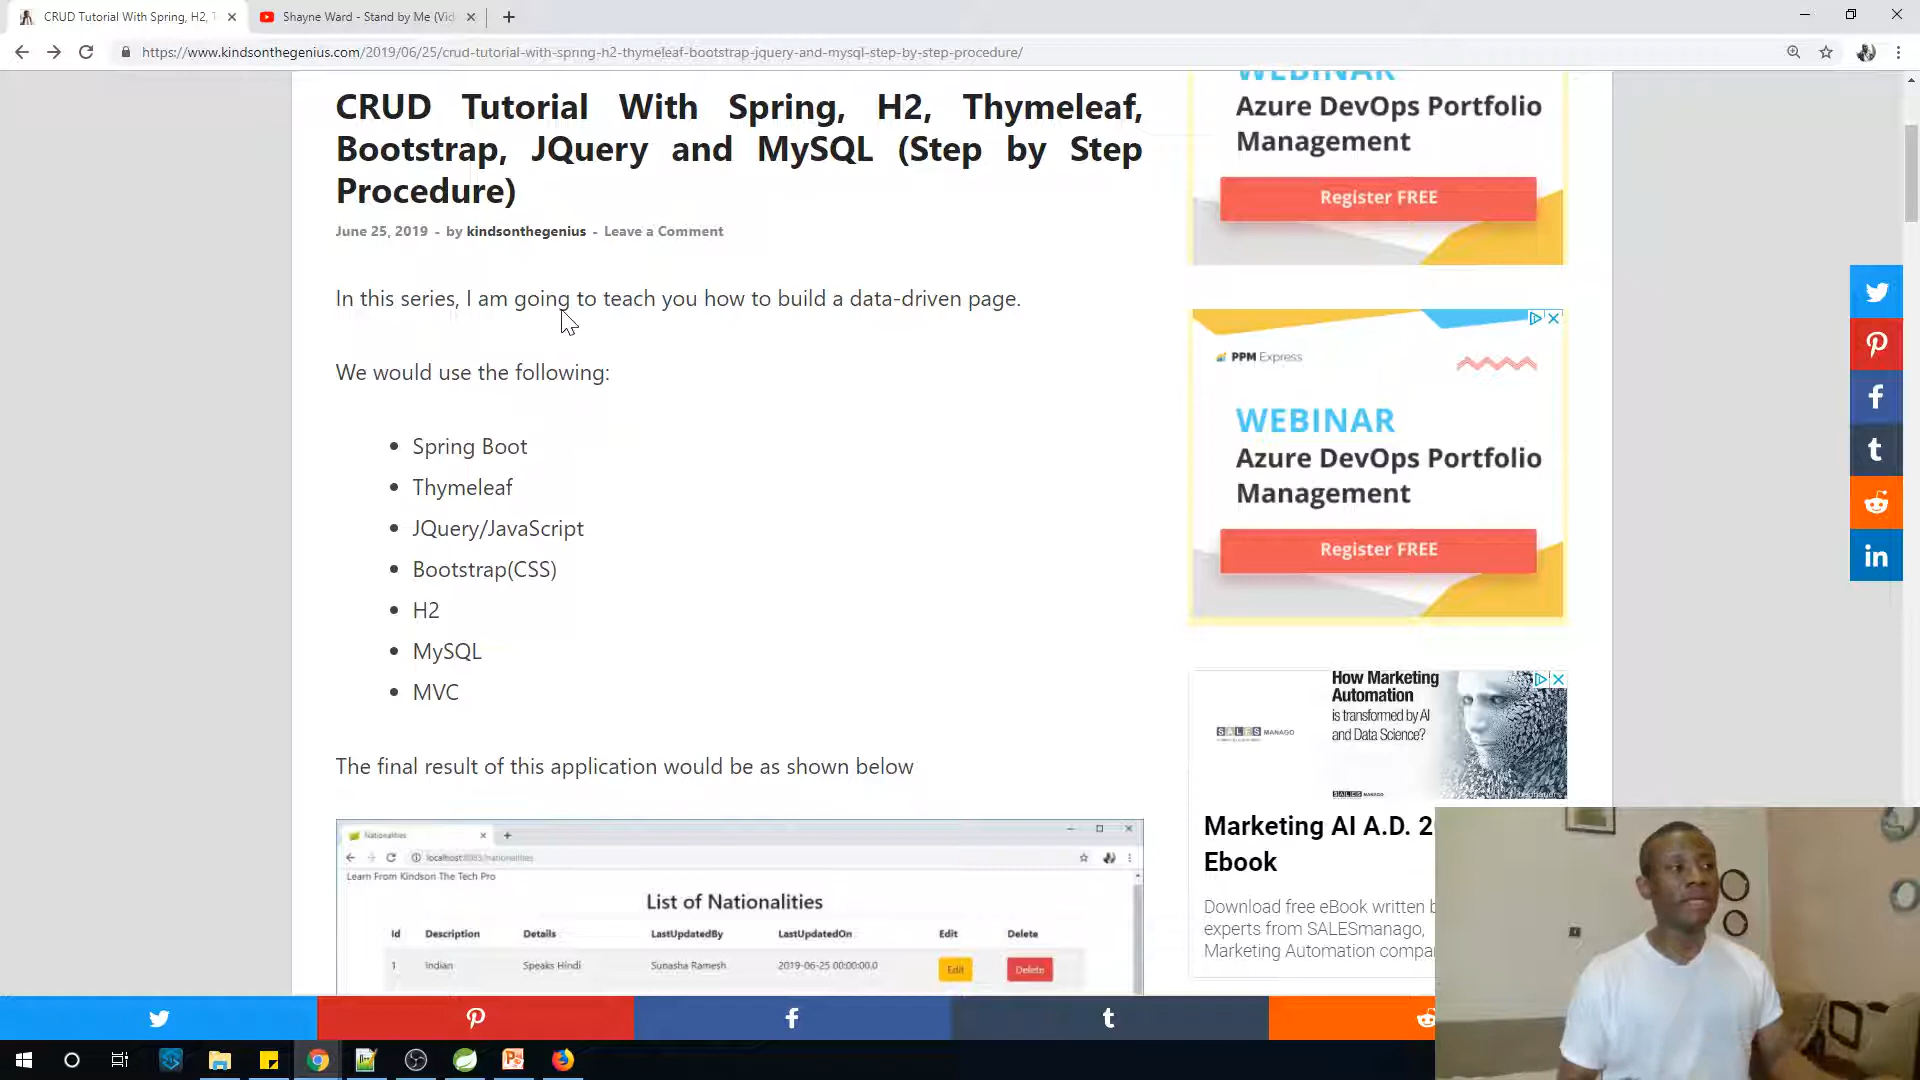 CRUD Tutorial With Spring, H2, T
Shayne Ward - Stand by Me (Vid
https://www.kindsonthegenius.com/2019/06/25/crud-tutorial-with-spring-h2-thymeleaf-bootstrap-jquery-and-mysql-step-by-step-procedure/
CRUD Tutorial With Spring, H2, Thymeleaf,
Bootstrap, JQuery and MySQL (Step by Step
Procedure)
June 25, 2019 - by kindsonthegenius - Leave a Comment
In this series, I am going to teach you how to build a data-driven page.
We would use the following:
Spring Boot
Thymeleaf
JQuery/JavaScript
Bootstrap(CSS)
H2
MySQL
MVC
The final result of this application would be as shown below
Nationalities
localhost:8083/nationalities
Learn From Kindson The Tech Pro
List of Nationalities
Id Description Details LastUpdatedBy LastUpdatedOn Edit Delete
1 Indian Speaks Hindi Sunasha Ramesh 2019-06-25 00:00:00.0 Edit Delete
WEBINAR
Azure DevOps Portfolio
Management
Register FREE
PPM Express
WEBINAR
Azure DevOps Portfolio
Management
Register FREE
How Marketing
Automation
is transformed by AI
and Data Science?
SALES MANAGO
SALES MANAGO
Marketing AI A.D. 2
Ebook
Download free eBook written b
experts from SALESmanago,
Marketing Automation compa